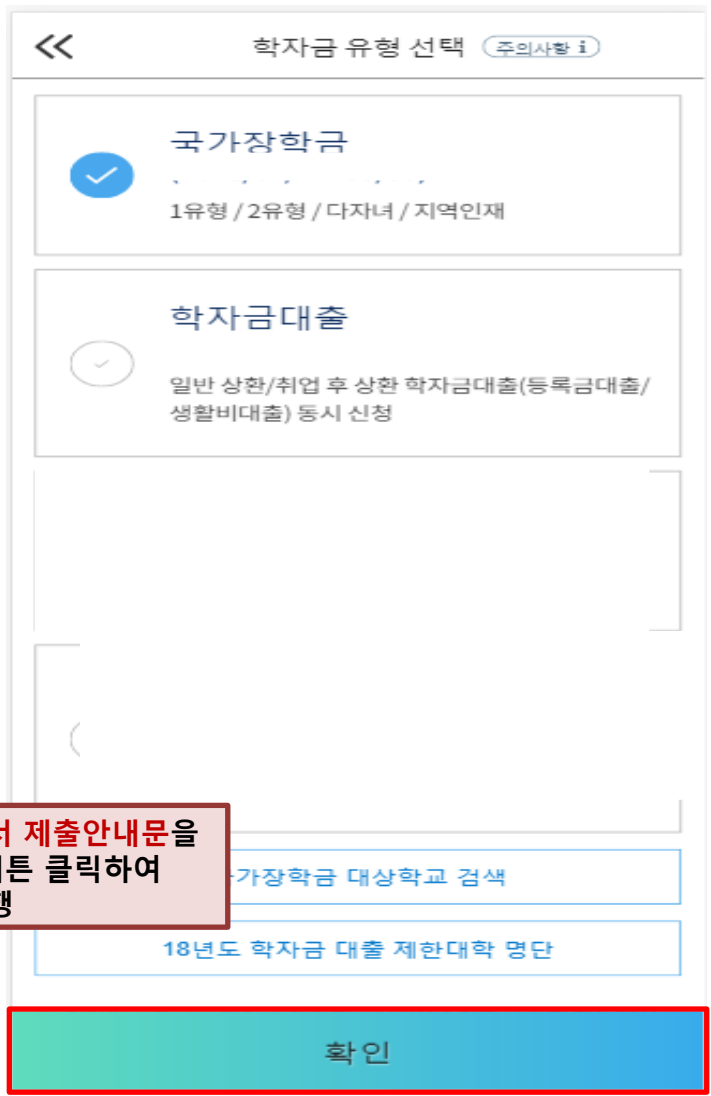 학자금 유형 선택 주의사항 i
국가장학금
1유형 / 2유형 / 다자녀 / 지역인재
학자금대출
일반 상환/취업 후 상환 학자금대출(등록금대출/
생활비대출) 동시 신청
서 제출안내문을
버튼 클릭하여
행
가장학금 대상학교 검색
18년도 학자금 대출 제한대학 명단
확인